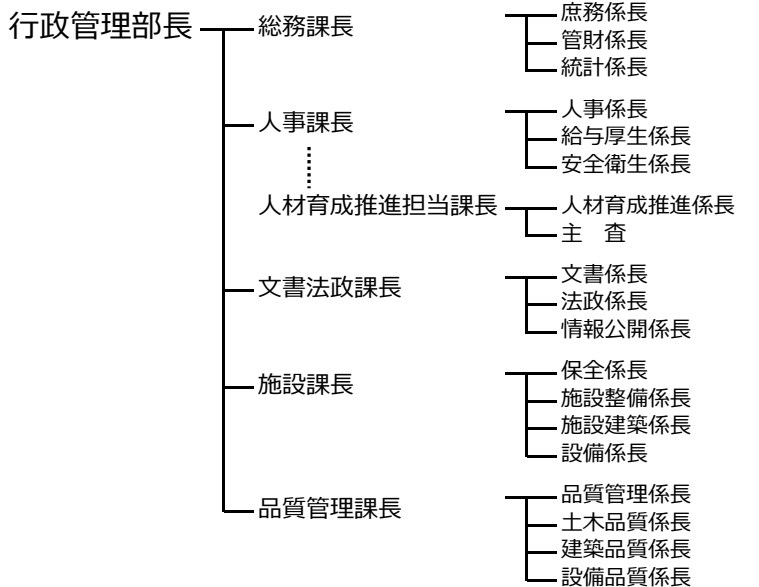 行政管理部長
総務課長
庶務係長
管財係長
統計係長
人事課長
人事係長
給与厚生係長
安全衛生係長
人材育成推進担当課長
人材育成推進係長
主　査
文書法政課長
文書係長
法政係長
情報公開係長
施設課長
保全係長
施設整備係長
施設建築係長
設備係長
品質管理課長
品質管理係長
土木品質係長
建築品質係長
設備品質係長